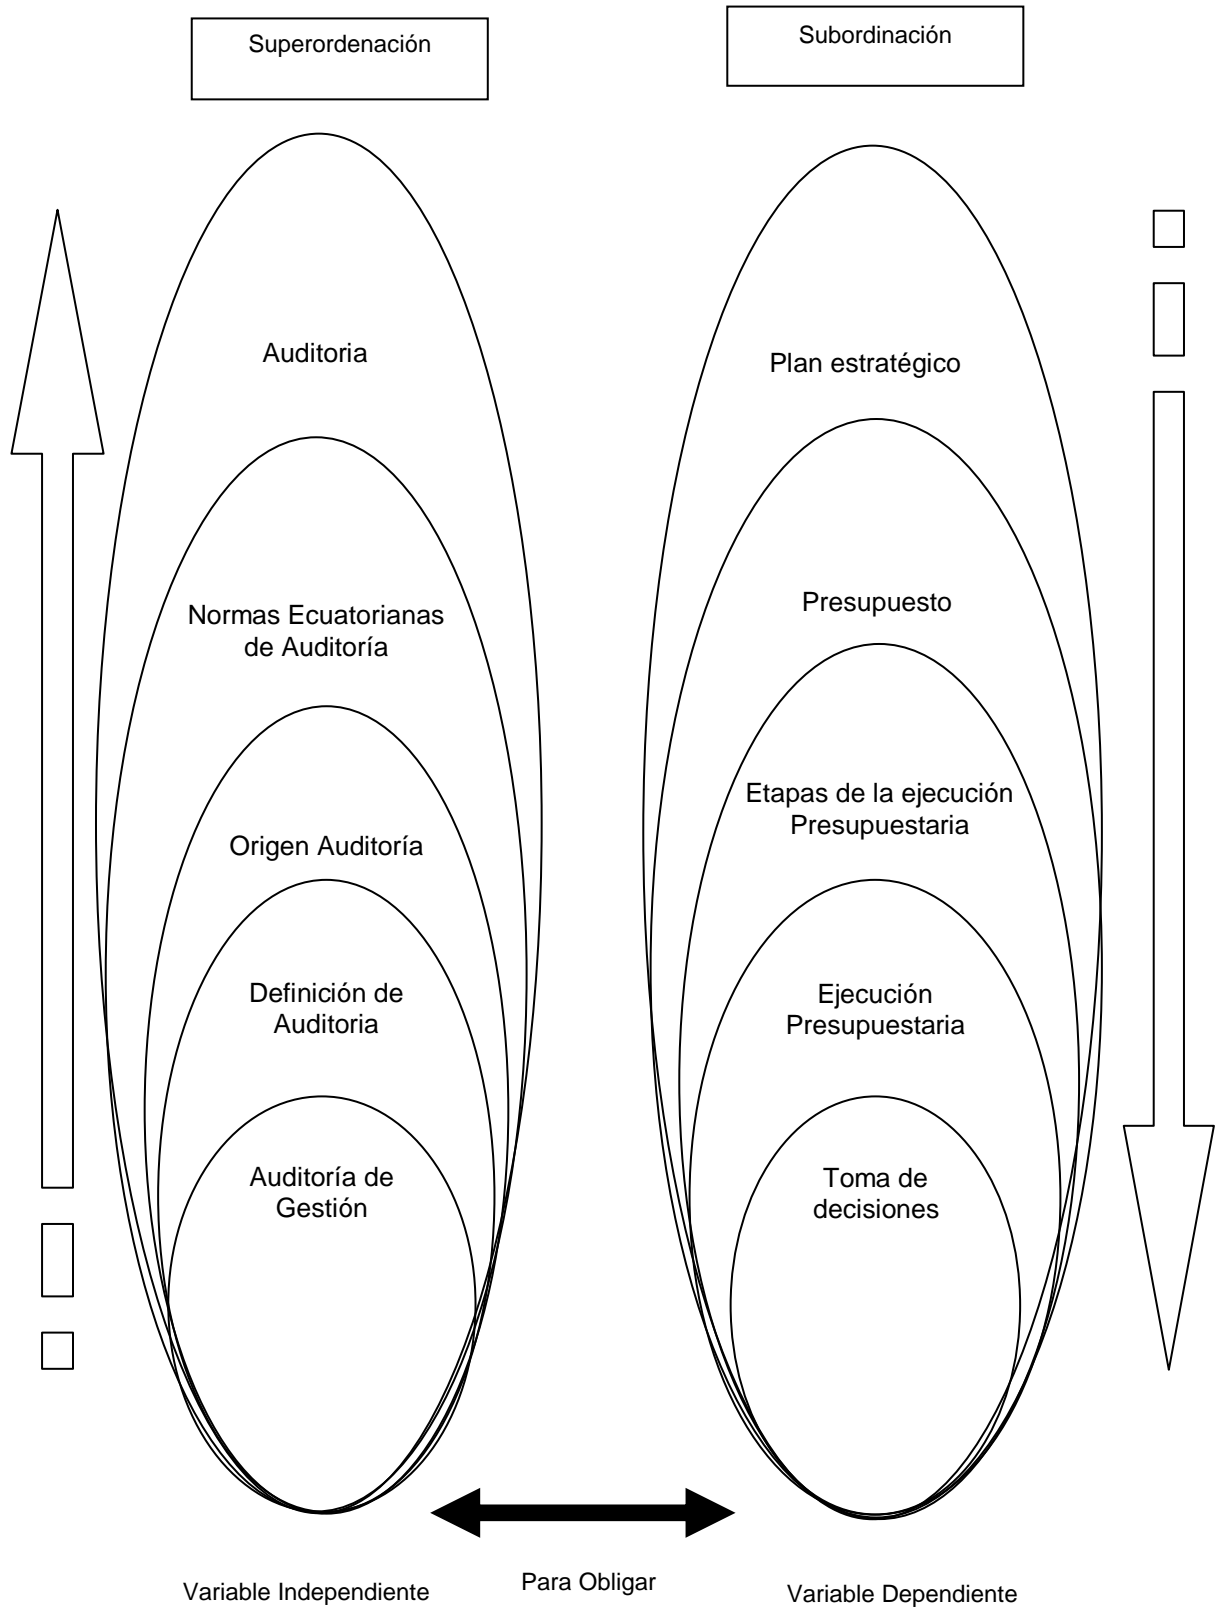 Superordenación
Subordinación
Auditoria
Normas Ecuatorianas
de Auditoría
Origen Auditoría
Definición de
Auditoria
Auditoría de
Gestión
Plan estratégico
Presupuesto
Etapas de la ejecución
Presupuestaria
Ejecución
Presupuestaria
Toma de
decisiones
Variable Independiente
Para Obligar
Variable Dependiente